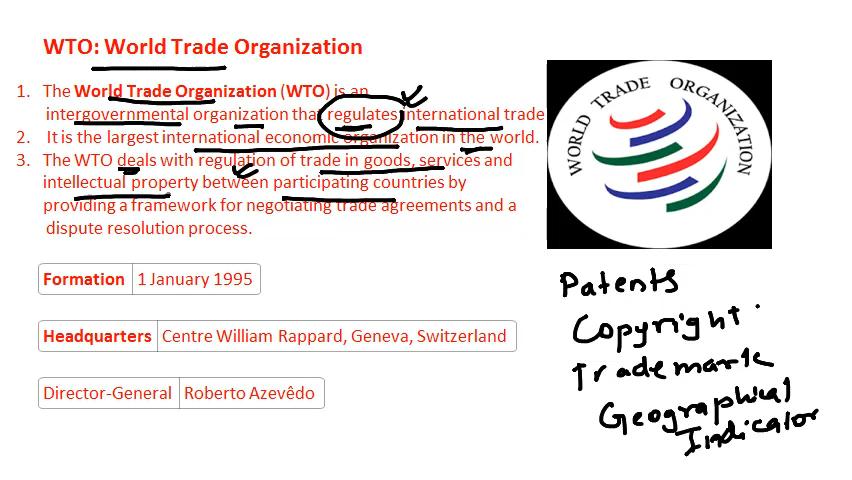 WTO: World Trade Organization
1. The World Trade Organization (WTO) is an
intergovernmental organization that regulates international trade
2. It is the largest international economic organization in the world.
3. The WTO deals with regulation of trade in goods, services and
intellectual property between participating countries by
providing a framework for negotiating trade agreements and a
dispute resolution process.
Formation 1 January 1995
Headquarters Centre William Rappard, Geneva, Switzerland
Director-General Roberto Azevêdo
WORLD TRADE ORGANIZATION
Patents
Copyright
Trademark
Geographical
Indicator